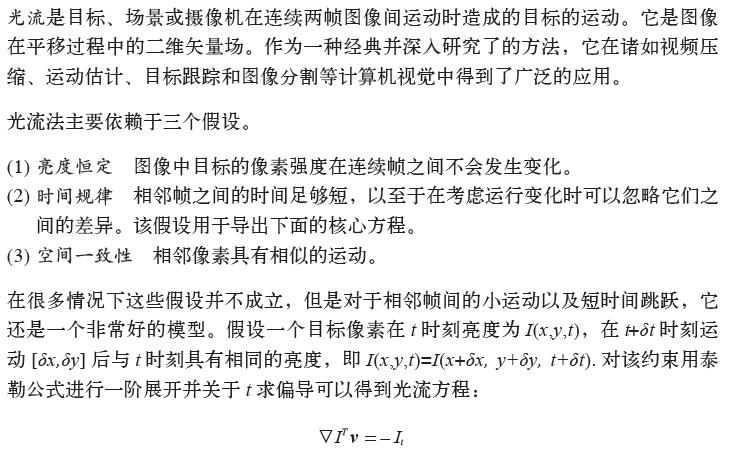 光流是目标、场景或摄像机在连续两帧图像间运动时造成的目标的运动。它是图像
在平移过程中的二维矢量场。作为一种经典并深入研究了的方法，它在诸如视频压
缩、运动估计、目标跟踪和图像分割等计算机视觉中得到了广泛的应用。
光流法主要依赖于三个假设。
(1) 亮度恒定　图像中目标的像素强度在连续帧之间不会发生变化。
(2) 时间规律　相邻帧之间的时间足够短，以至于在考虑运行变化时可以忽略它们之
间的差异。该假设用于导出下面的核心方程。
(3) 空间一致性　相邻像素具有相似的运动。
在很多情况下这些假设并不成立，但是对于相邻帧间的小运动以及短时间跳跃，它
还是一个非常好的模型。假设一个目标像素在 t 时刻亮度为 I(x,y,t)，在 t+δt 时刻运
动 [δx,δy] 后与 t 时刻具有相同的亮度，即 I(x,y,t)=I(x+δx, y+δy, t+δt). 对该约束用泰
勒公式进行一阶展开并关于 t 求偏导可以得到光流方程：
∇I^T v = −I_t